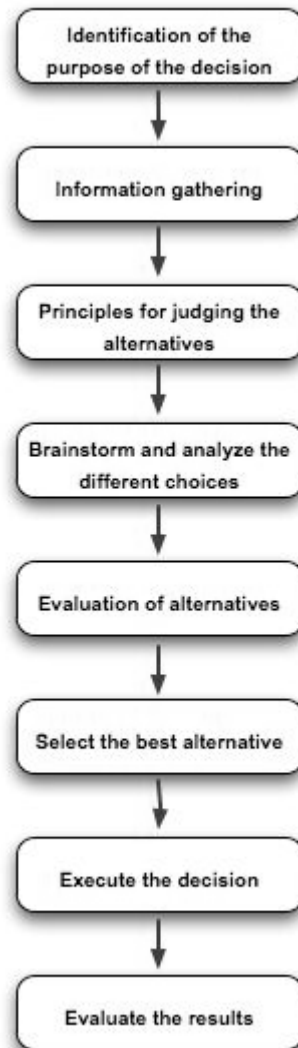 Identification of the
purpose of the decision
Information gathering
Principles for judging the
alternatives
Brainstorm and analyze the
different choices
Evaluation of alternatives
Select the best alternative
Execute the decision
Evaluate the results